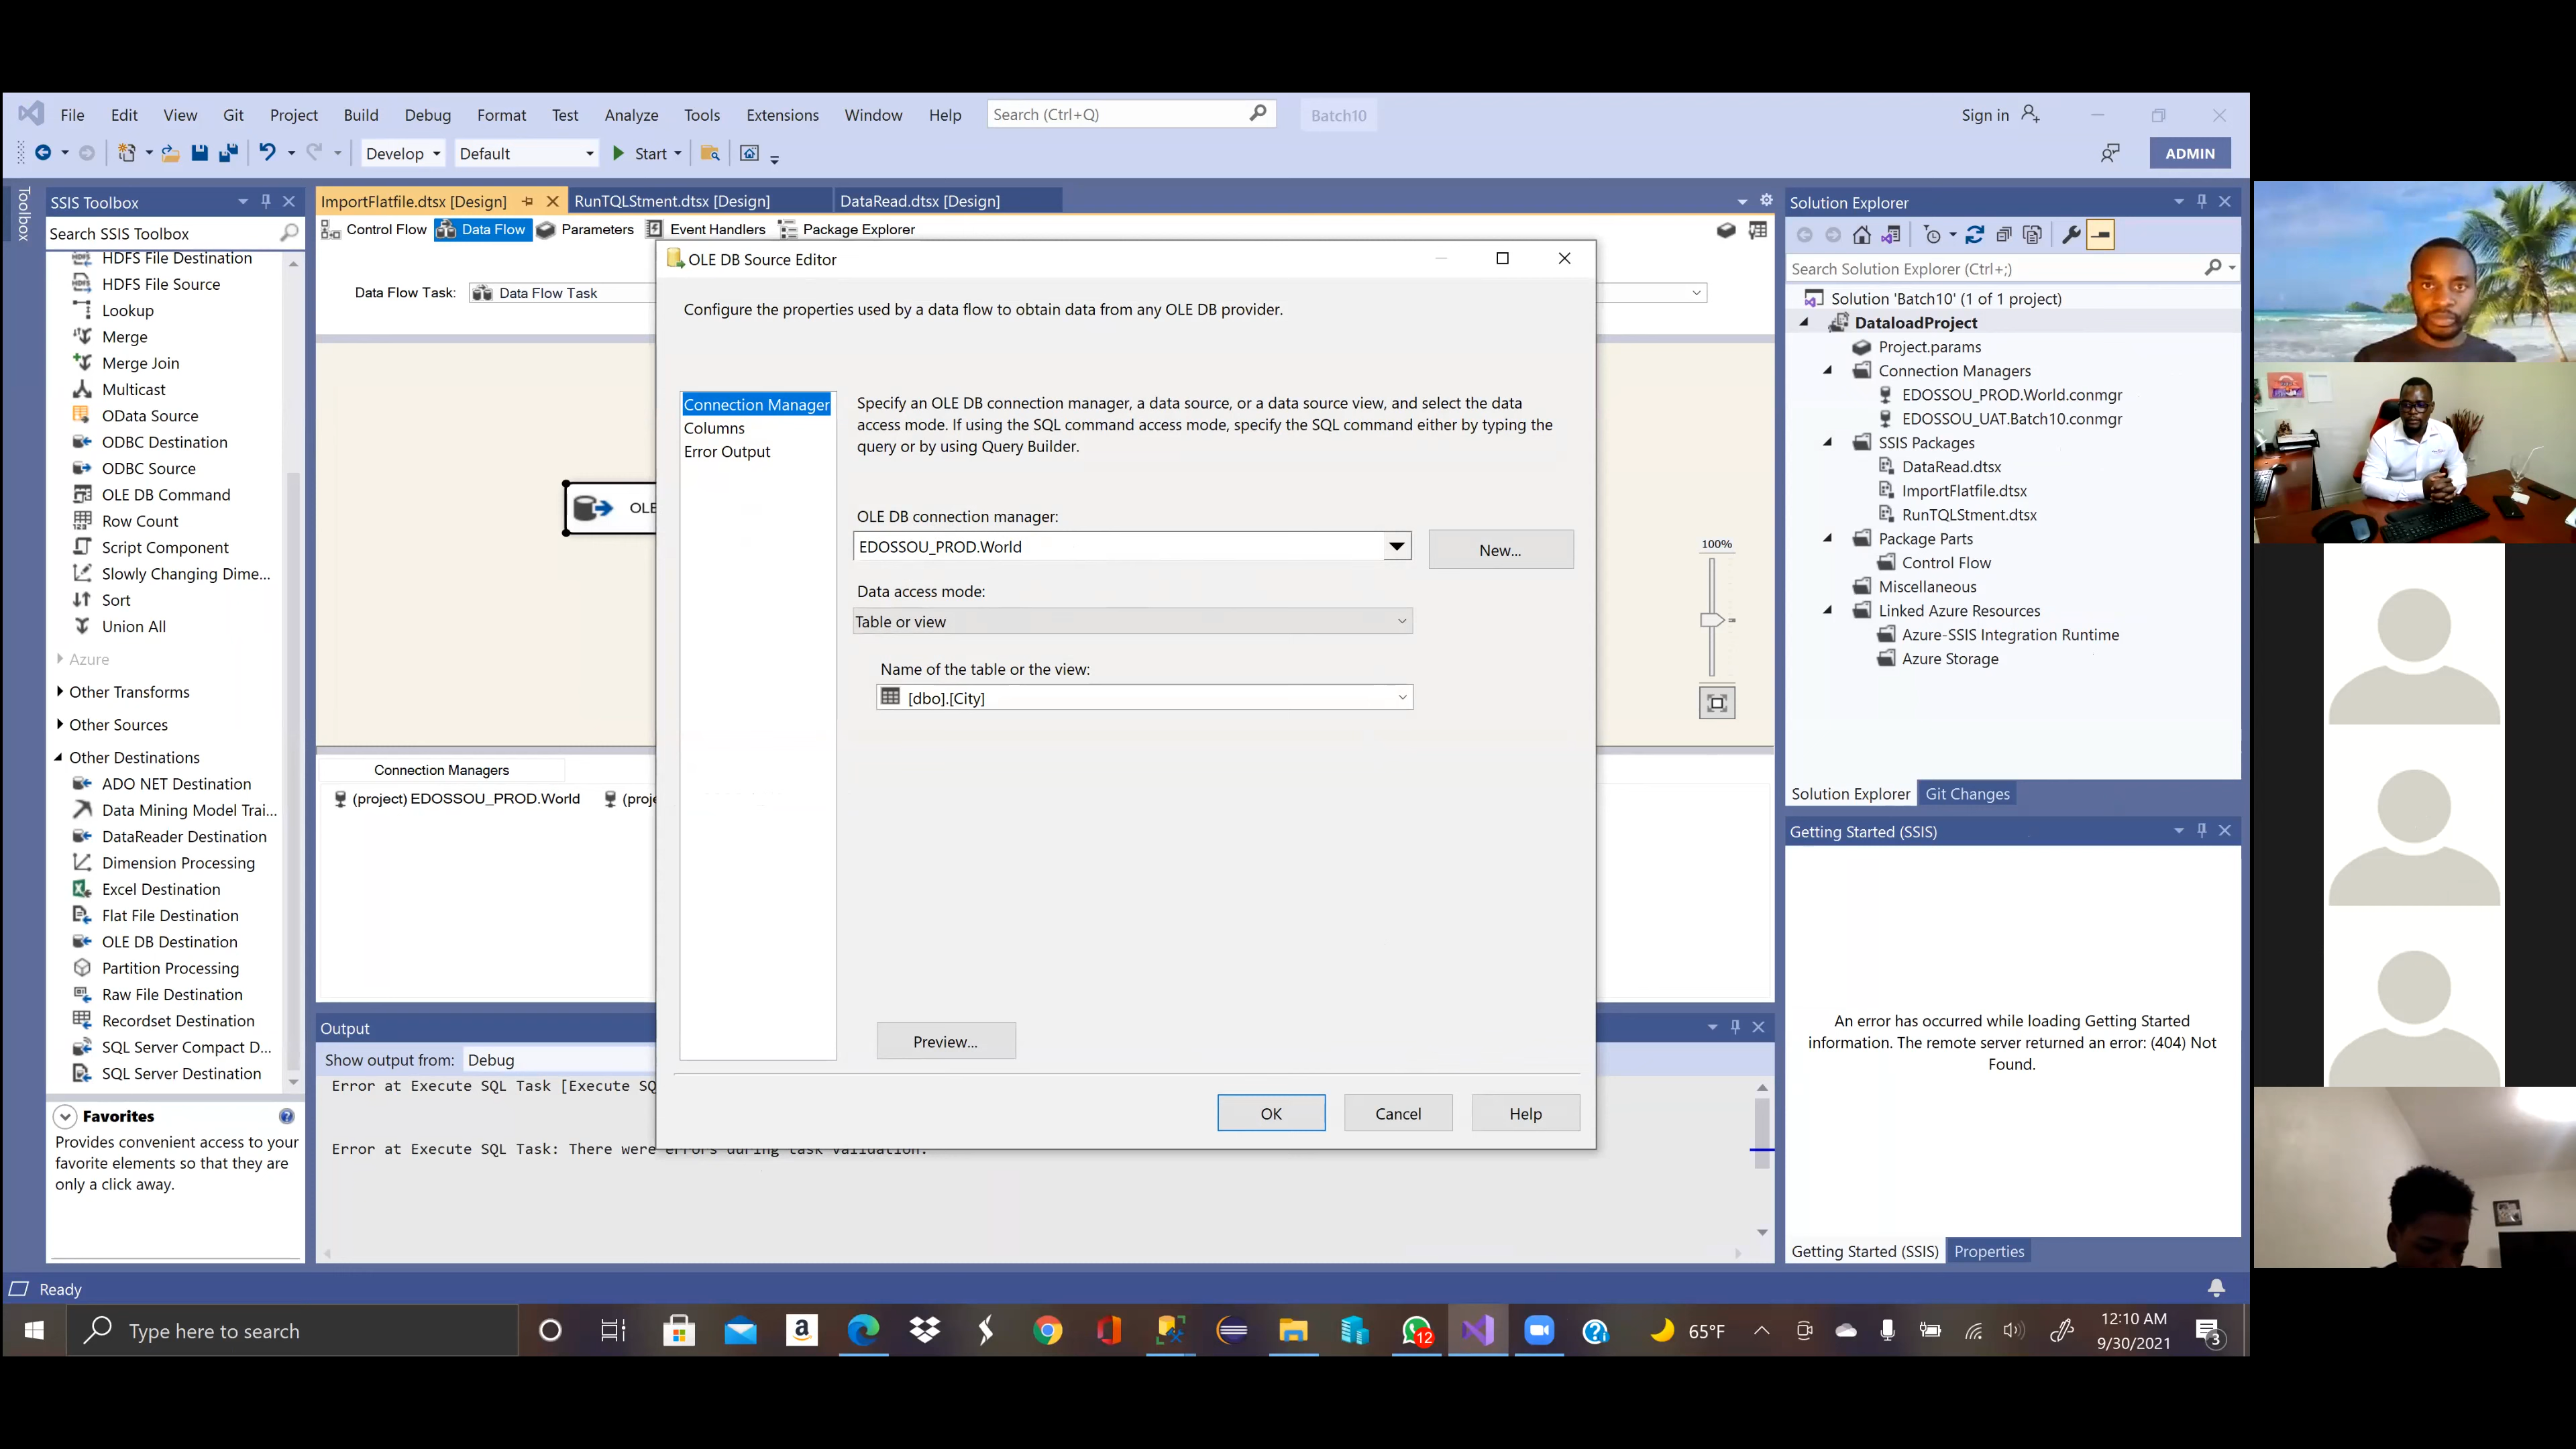 File Edit View Git Project Build Debug Format Test Analyze Tools Extensions Window Help Search (Ctrl+Q) Batch10 Sign in
Develop Default Start ADMIN
Toolbox
SSIS Toolbox
Search SSIS Toolbox
HDFS File Destination
HDFS File Source
Lookup
Merge
Merge Join
Multicast
OData Source
ODBC Destination
ODBC Source
OLE DB Command
Row Count
Script Component
Slowly Changing Dime...
Sort
Union All
Azure
Other Transforms
Other Sources
Other Destinations
ADO NET Destination
Data Mining Model Trai...
DataReader Destination
Dimension Processing
Excel Destination
Flat File Destination
OLE DB Destination
Partition Processing
Raw File Destination
Recordset Destination
SQL Server Compact D...
SQL Server Destination
Favorites
Provides convenient access to your
favorite elements so that they are
only a click away.
ImportFlatfile.dtsx [Design] RunTQLStment.dtsx [Design] DataRead.dtsx [Design]
Control Flow Data Flow Parameters Event Handlers Package Explorer
Data Flow Task: Data Flow Task
OLE
100%
Connection Managers
(project) EDOSSOU_PROD.World (proje
Output
Show output from: Debug
Error at Execute SQL Task [Execute SQ
Error at Execute SQL Task: There were errors during task validation.
OLE DB Source Editor
Configure the properties used by a data flow to obtain data from any OLE DB provider.
Connection Manager
Columns
Error Output
Specify an OLE DB connection manager, a data source, or a data source view, and select the data
access mode. If using the SQL command access mode, specify the SQL command either by typing the
query or by using Query Builder.
OLE DB connection manager:
EDOSSOU_PROD.World New...
Data access mode:
Table or view
Name of the table or the view:
[dbo].[City]
Preview...
OK Cancel Help
Solution Explorer
Search Solution Explorer (Ctrl+;)
Solution 'Batch10' (1 of 1 project)
DataloadProject
Project.params
Connection Managers
EDOSSOU_PROD.World.conmgr
EDOSSOU_UAT.Batch10.conmgr
SSIS Packages
DataRead.dtsx
ImportFlatfile.dtsx
RunTQLStment.dtsx
Package Parts
Control Flow
Miscellaneous
Linked Azure Resources
Azure-SSIS Integration Runtime
Azure Storage
Solution Explorer Git Changes
Getting Started (SSIS)
An error has occurred while loading Getting Started
information. The remote server returned an error: (404) Not
Found.
Getting Started (SSIS) Properties
Ready
Type here to search
12
65°F
12:10 AM
9/30/2021
3